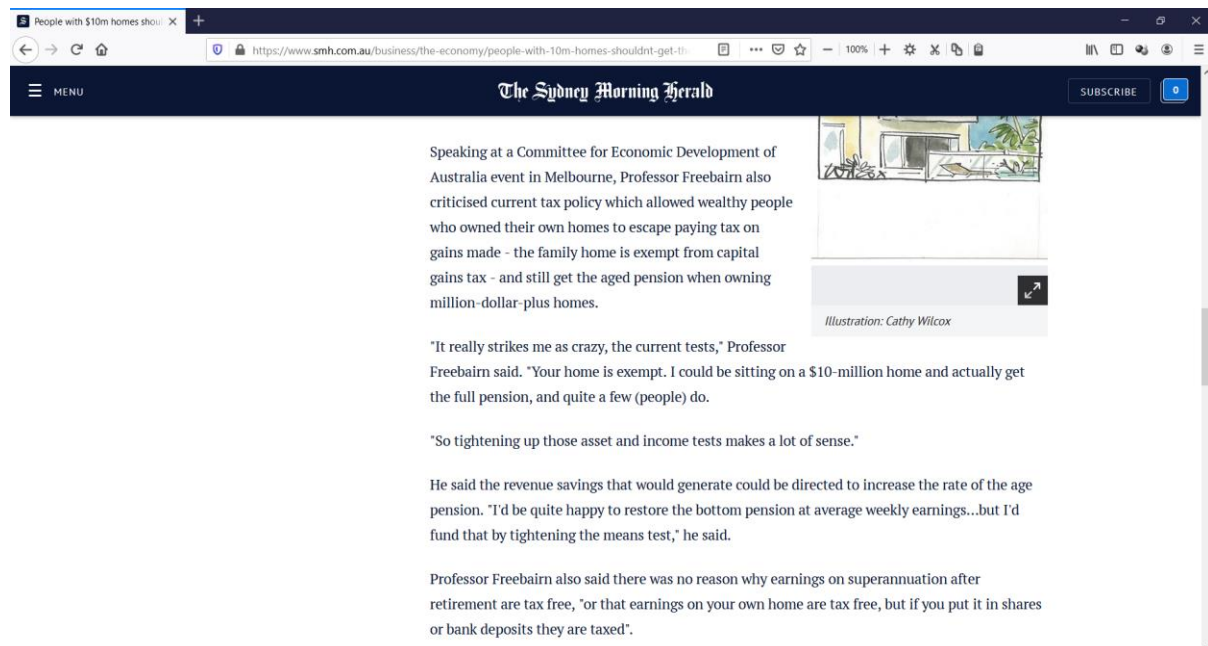 People with $10m homes shoul
https://www.smh.com.au/business/the-economy/people-with-10m-homes-shouldnt-get-th
100%
MENU
The Sydney Morning Herald
SUBSCRIBE
0
Speaking at a Committee for Economic Development of
Australia event in Melbourne, Professor Freebairn also
criticised current tax policy which allowed wealthy people
who owned their own homes to escape paying tax on
gains made - the family home is exempt from capital
gains tax - and still get the aged pension when owning
million-dollar-plus homes.
Illustration: Cathy Wilcox
"It really strikes me as crazy, the current tests," Professor
Freebairn said. "Your home is exempt. I could be sitting on a $10-million home and actually get
the full pension, and quite a few (people) do.
"So tightening up those asset and income tests makes a lot of sense."
He said the revenue savings that would generate could be directed to increase the rate of the age
pension. "I'd be quite happy to restore the bottom pension at average weekly earnings...but I'd
fund that by tightening the means test," he said.
Professor Freebairn also said there was no reason why earnings on superannuation after
retirement are tax free, "or that earnings on your own home are tax free, but if you put it in shares
or bank deposits they are taxed".